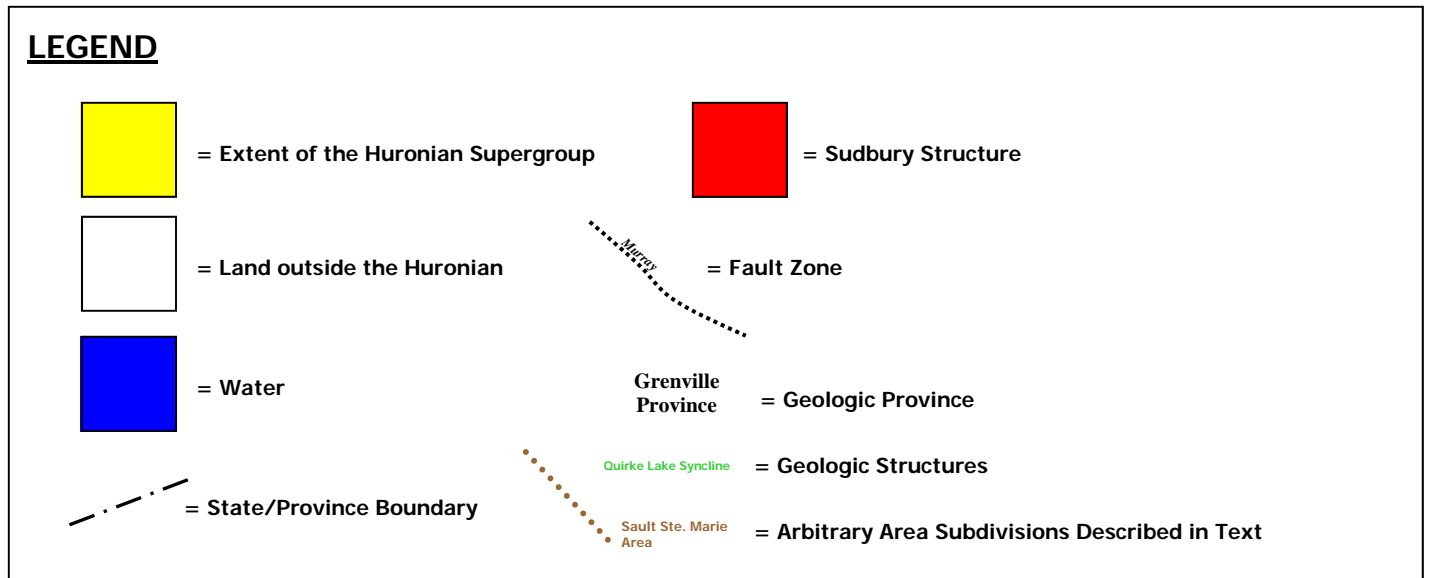 LEGEND
= Extent of the Huronian Supergroup
= Sudbury Structure
= Land outside the Huronian
Murray
= Fault Zone
= Water
Grenville
Province
= Geologic Province
Quirke Lake Syncline
= Geologic Structures
= State/Province Boundary
Sault Ste. Marie
Area
= Arbitrary Area Subdivisions Described in Text